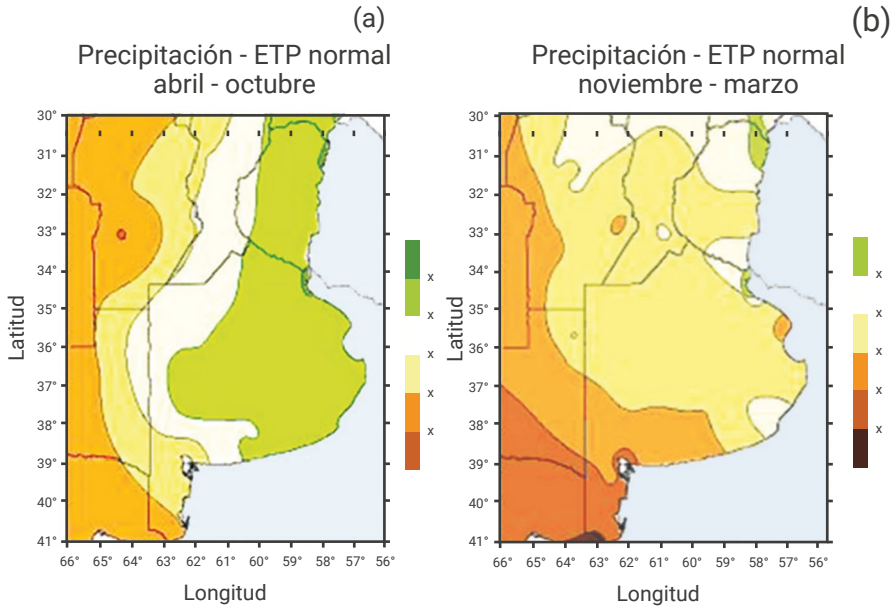 (a)
Precipitación - ETP normal
abril - octubre
30°
31°
32°
33°
34°
35°
36°
37°
38°
39°
40°
41°
Latitud
66° 65° 64° 63° 62° 61° 60° 59° 58° 57° 56°
Longitud
x
x
x
x
x
(b)
Precipitación - ETP normal
noviembre - marzo
30°
31°
32°
33°
34°
35°
36°
37°
38°
39°
40°
41°
Latitud
66° 65° 64° 63° 62° 61° 60° 59° 58° 57° 56°
Longitud
x
x
x
x
x